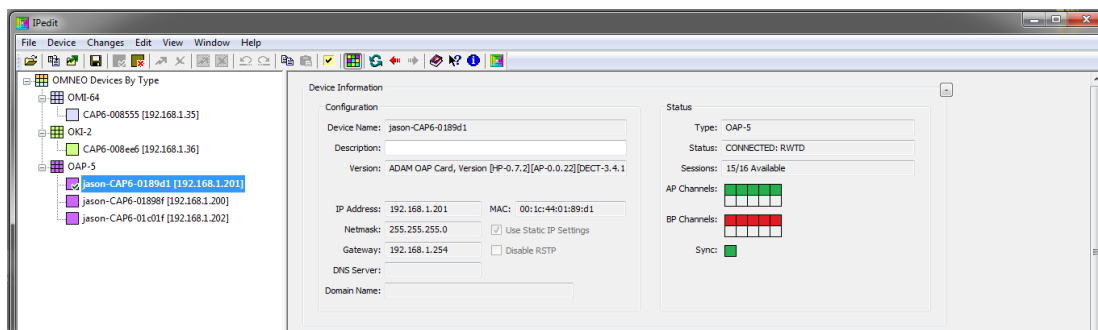 IPedit
File Device Changes Edit View Window Help
OMNEO Devices By Type
OMI-64
CAP6-008555 [192.168.1.35]
OKI-2
CAP6-008ee6 [192.168.1.36]
OAP-5
jason-CAP6-0189d1 [192.168.1.201]
jason-CAP6-01898f [192.168.1.200]
jason-CAP6-01c01f [192.168.1.202]
Device Information
Configuration
Device Name: jason-CAP6-0189d1
Description:
Version: ADAM OAP Card, Version [HP-0.7.2][AP-0.0.22][DECT-3.4.1
IP Address: 192.168.1.201 MAC: 00:1c:44:01:89:d1
Netmask: 255.255.255.0 Use Static IP Settings
Gateway: 192.168.1.254 Disable RSTP
DNS Server:
Domain Name:
Status
Type: OAP-5
Status: CONNECTED: RWTD
Sessions: 15/16 Available
AP Channels:
BP Channels:
Sync: